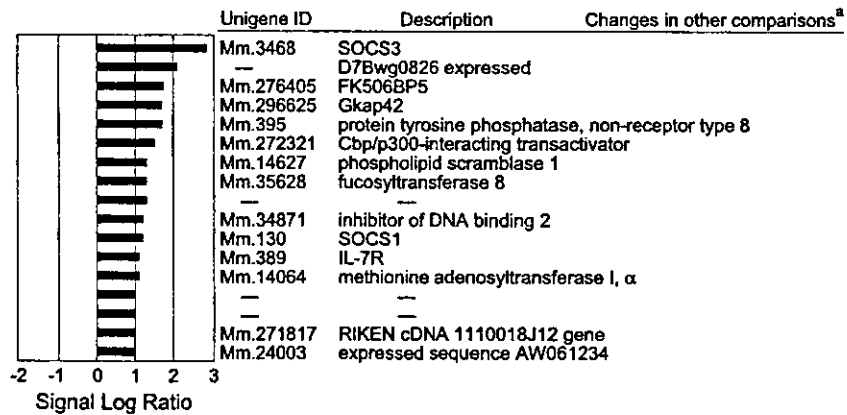 Unigene ID Description Changes in other comparisons a
Mm.3468 SOCS3
— D7Bwg0826 expressed
Mm.276405 FK506BP5
Mm.296625 Gkap42
Mm.395 protein tyrosine phosphatase, non-receptor type 8
Mm.272321 Cbp/p300-interacting transactivator
Mm.14627 phospholipid scramblase 1
Mm.35628 fucosyltransferase 8
— —
Mm.34871 inhibitor of DNA binding 2
Mm.130 SOCS1
Mm.389 IL-7R
Mm.14064 methionine adenosyltransferase I, α
— —
— —
Mm.271817 RIKEN cDNA 1110018J12 gene
Mm.24003 expressed sequence AW061234
-2 -1 0 1 2 3
Signal Log Ratio